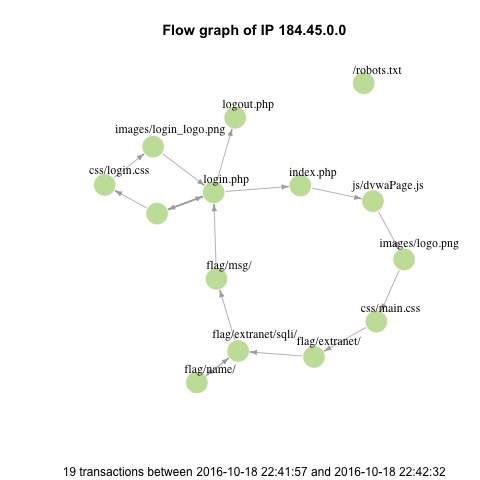 Flow graph of IP 184.45.0.0
/robots.txt
logout.php
images/login_logo.png
css/login.css
login.php
index.php
js/dvwaPage.js
images/logo.png
flag/msg/
css/main.css
flag/extranet/sqli/
flag/extranet/
flag/name/
19 transactions between 2016-10-18 22:41:57 and 2016-10-18 22:42:32